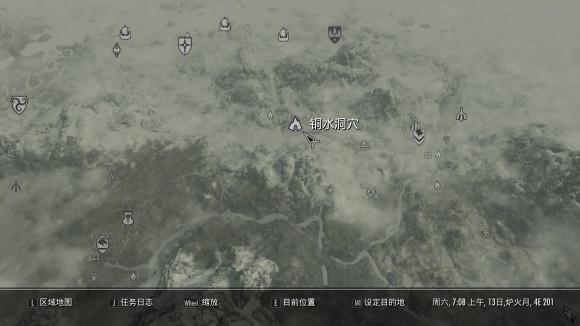 铜水洞穴
L 区域地图 J 任务日志 Wheel 缩放 E 目前位置 M1 设定目的地 周六, 7:08 上午, 13日,炉火月, 4E 201